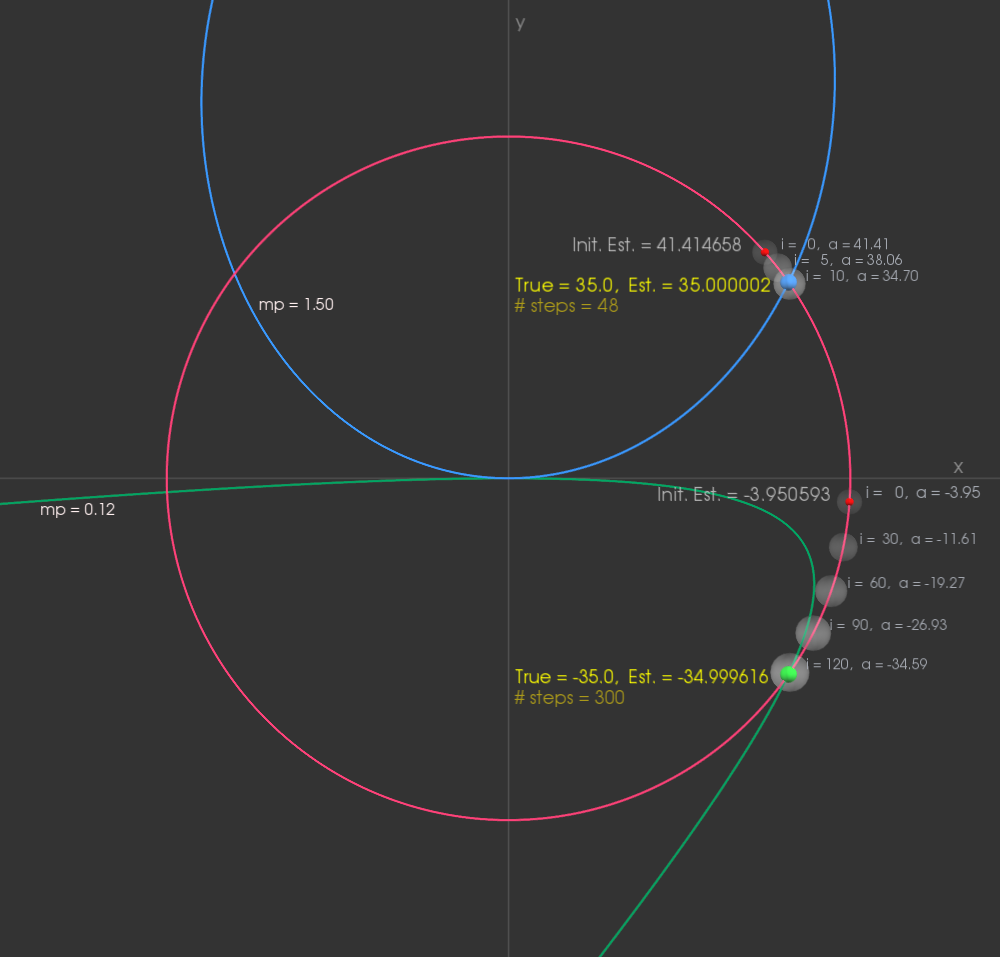 y
Init. Est. = 41.414658
i = 0, a = 41.41
i = 5, a = 38.06
i = 10, a = 34.70
True = 35.0, Est. = 35.000002
# steps = 48
mp = 1.50
x
Init. Est. = -3.950593
i = 0, a = -3.95
mp = 0.12
i = 30, a = -11.61
i = 60, a = -19.27
i = 90, a = -26.93
i = 120, a = -34.59
True = -35.0, Est. = -34.999616
# steps = 300